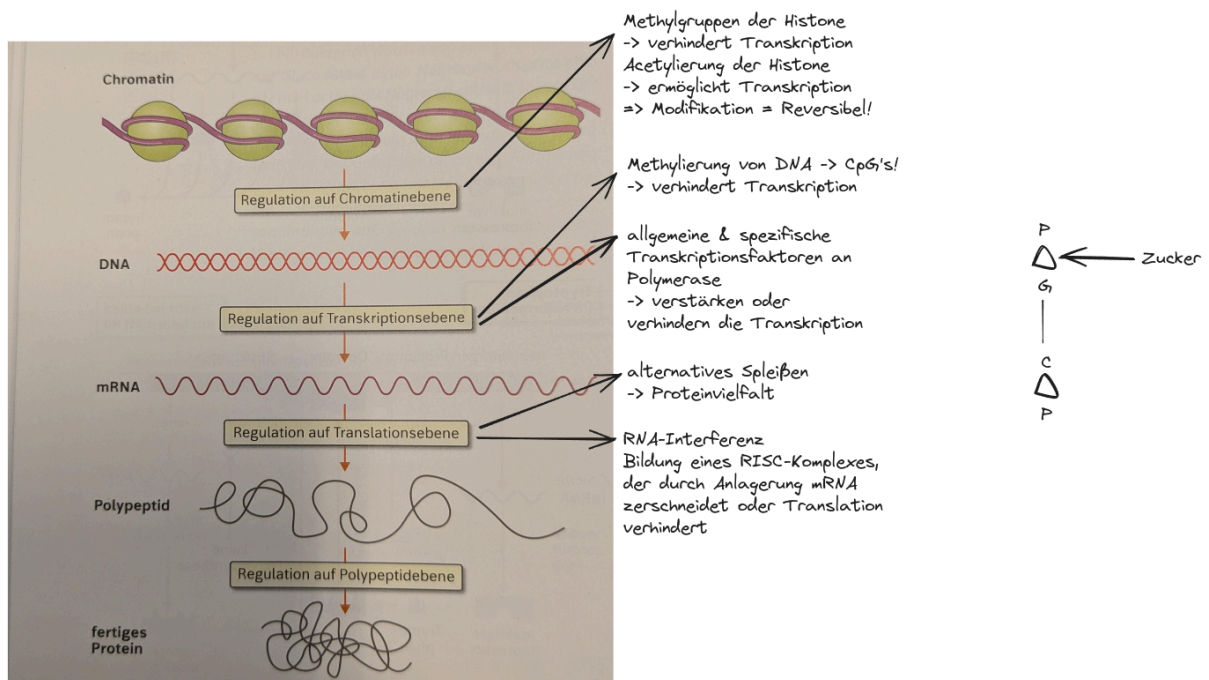 Chromatin
Regulation auf Chromatinebene
DNA
Regulation auf Transkriptionsebene
mRNA
Regulation auf Translationsebene
Polypeptid
Regulation auf Polypeptidebene
fertiges
Protein
Methylgruppen der Histone
-> verhindert Transkription
Acetylierung der Histone
-> ermöglicht Transkription
=> Modifikation = Reversibel!
Methylierung von DNA -> CpG's!
-> verhindert Transkription
allgemeine & spezifische
Transkriptionsfaktoren an
Polymerase
-> verstärken oder
verhindern die Transkription
alternatives Spleißen
-> Proteinvielfalt
RNA-Interferenz
Bildung eines RISC-Komplexes,
der durch Anlagerung mRNA
zerschneidet oder Translation
verhindert
P
Zucker
G
C
P